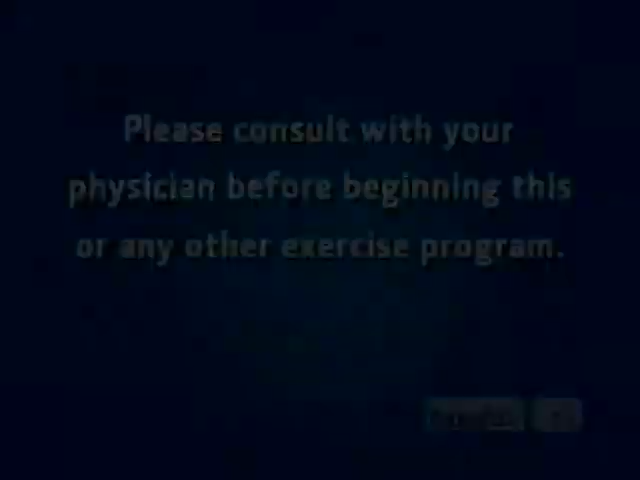 Please consult with your
physician before beginning this
or any other exercise program.